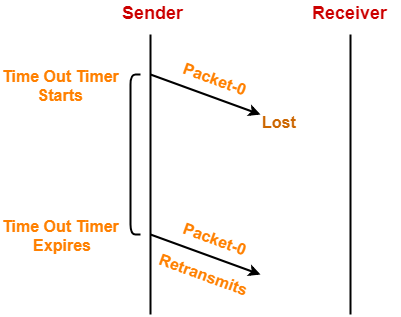 Sender
Receiver
Time Out Timer
Starts
Packet-0
Lost
Time Out Timer
Expires
Packet-0
Retransmits